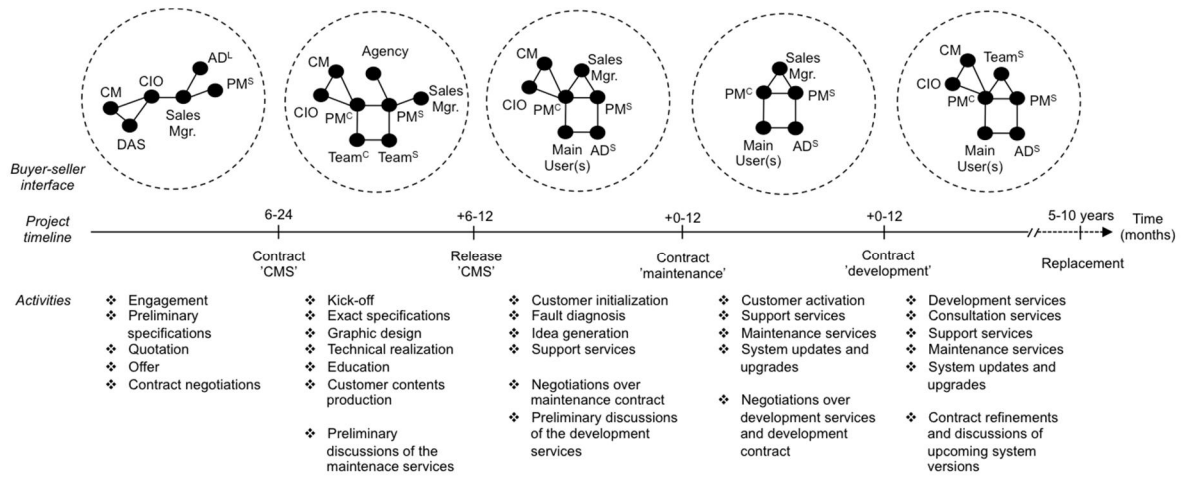 Buyer-seller
interface
CM
CIO
AD^L
PM^S
Sales
Mgr.
DAS
CM
Agency
CIO
PM^C
PM^S
Sales
Mgr.
Team^C
Team^S
CM
Sales
Mgr.
CIO
PM^C
PM^S
Main
User(s)
AD^S
Sales
Mgr.
PM^C
PM^S
Main
User(s)
AD^S
CM
Team^S
CIO
PM^C
PM^S
Main
User(s)
AD^S
Project
timeline
6-24
+6-12
+0-12
+0-12
5-10 years
Time
(months)
Contract
'CMS'
Release
'CMS'
Contract
'maintenance'
Contract
'development'
Replacement
Activities
❖ Engagement
❖ Preliminary
specifications
❖ Quotation
❖ Offer
❖ Contract negotiations
❖ Kick-off
❖ Exact specifications
❖ Graphic design
❖ Technical realization
❖ Education
❖ Customer contents
production
❖ Preliminary
discussions of the
maintenace services
❖ Customer initialization
❖ Fault diagnosis
❖ Idea generation
❖ Support services
❖ Negotiations over
maintenance contract
❖ Preliminary discussions
of the development
services
❖ Customer activation
❖ Support services
❖ Maintenance services
❖ System updates and
upgrades
❖ Negotiations over
development services
and development
contract
❖ Development services
❖ Consultation services
❖ Support services
❖ Maintenance services
❖ System updates and
upgrades
❖ Contract refinements
and discussions of
upcoming system
versions